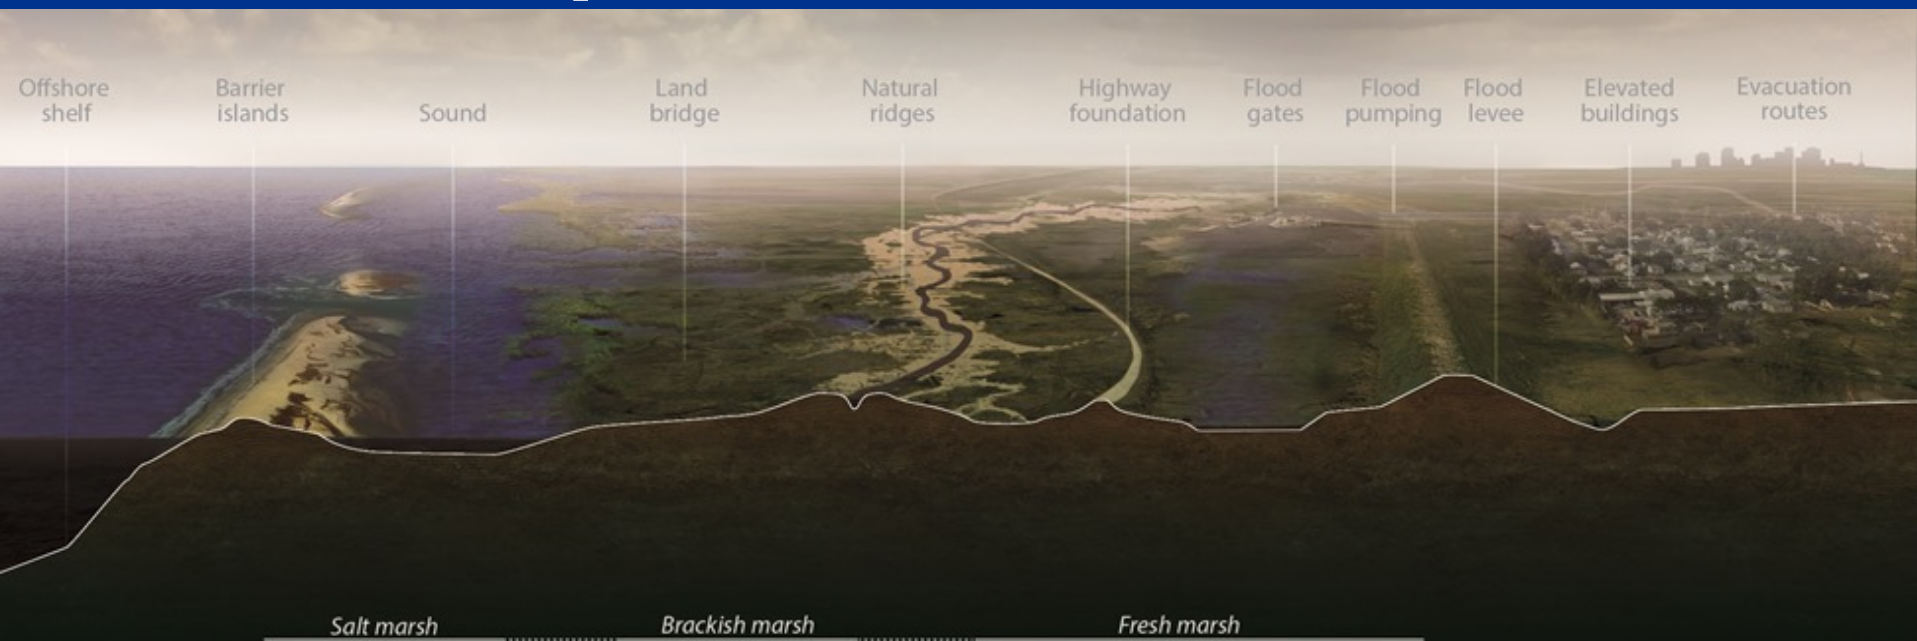 Offshore
shelf
Barrier
islands
Sound
Land
bridge
Natural
ridges
Highway
foundation
Flood
gates
Flood
pumping
Flood
levee
Elevated
buildings
Evacuation
routes
Salt marsh
Brackish marsh
Fresh marsh